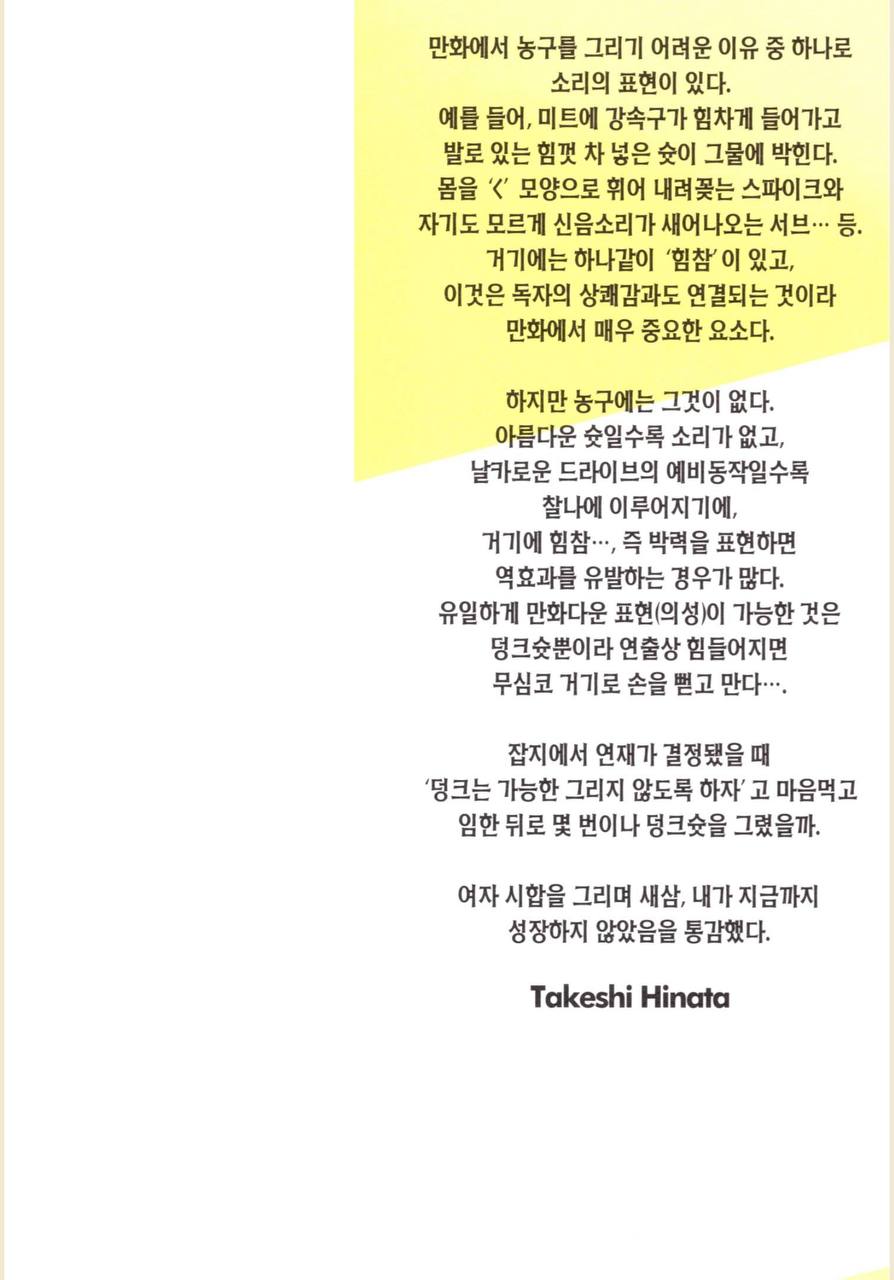 만화에서 농구를 그리기 어려운 이유 중 하나로
소리의 표현이 있다.
예를 들어, 미트에 강속구가 힘차게 들어가고
발로 있는 힘껏 차 넣은 슛이 그물에 박힌다.
몸을 ‘く’ 모양으로 휘어 내려꽂는 스파이크와
자기도 모르게 신음소리가 새어나오는 서브… 등.
거기에는 하나같이 ‘힘참’이 있고,
이것은 독자의 상쾌감과도 연결되는 것이라
만화에서 매우 중요한 요소다.
하지만 농구에는 그것이 없다.
아름다운 슛일수록 소리가 없고,
날카로운 드라이브의 예비동작일수록
찰나에 이루어지기에,
거기에 힘참…, 즉 박력을 표현하면
역효과를 유발하는 경우가 많다.
유일하게 만화다운 표현(의성)이 가능한 것은
덩크슛뿐이라 연출상 힘들어지면
무심코 거기로 손을 뻗고 만다….
잡지에서 연재가 결정됐을 때
‘덩크는 가능한 그리지 않도록 하자’고 마음먹고
임한 뒤로 몇 번이나 덩크슛을 그렸을까.
여자 시합을 그리며 새삼, 내가 지금까지
성장하지 않았음을 통감했다.
Takeshi Hinata